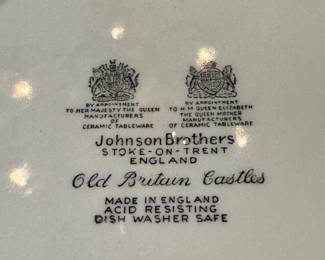 BY APPOINTMENT
TO HER MAJESTY THE QUEEN
MANUFACTURERS
OF
CERAMIC TABLEWARE
BY APPOINTMENT
TO H M QUEEN ELIZABETH
THE QUEEN MOTHER
MANUFACTURERS
OF
CERAMIC TABLEWARE
Johnson Brothers
STOKE-ON-TRENT
ENGLAND
Old Britain Castles
MADE IN ENGLAND
ACID RESISTING
DISH WASHER SAFE